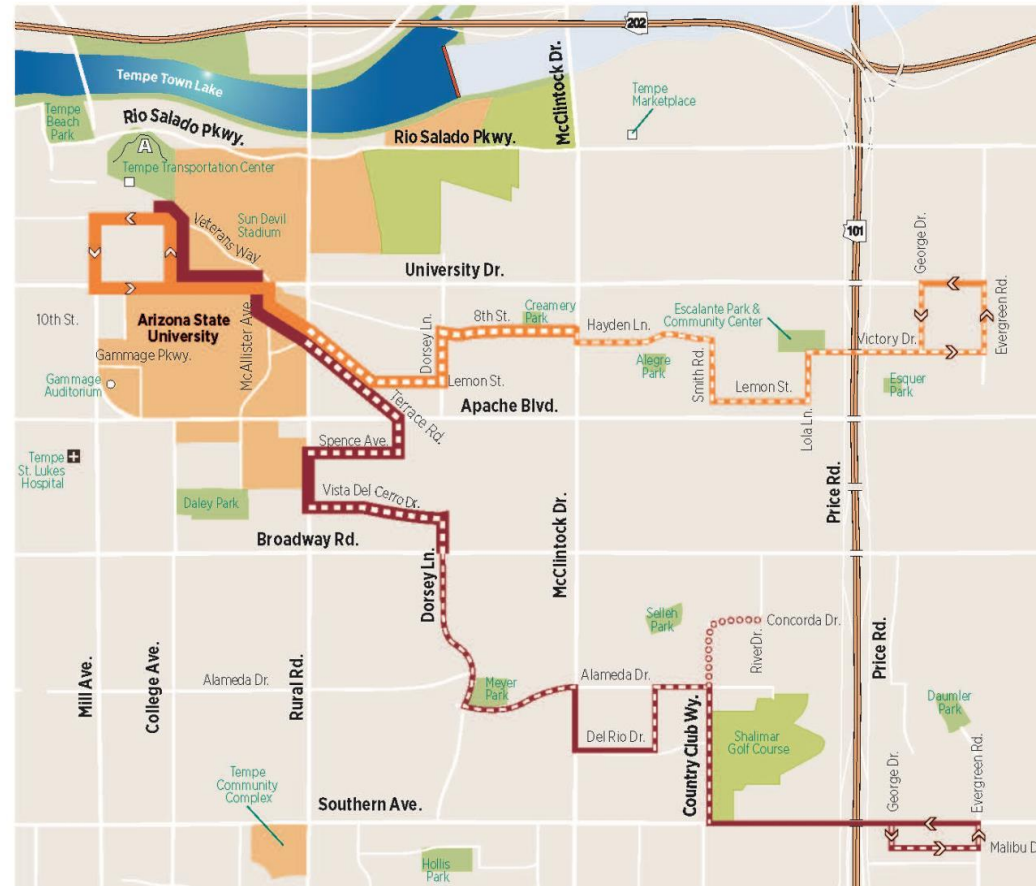 202
McClintock Dr.
Tempe Town Lake
Tempe
Marketplace
Tempe
Beach
Park
Rio Salado Pkwy.
Rio Salado Pkwy.
A
Tempe Transportation Center
Veterans Way
Sun Devil
Stadium
101
George Dr.
University Dr.
Evergreen Rd.
10th St.
Arizona State
University
McAllister Ave.
Dorsey Ln.
8th St.
Creamery
Park
Hayden Ln.
Escalante Park &
Community Center
Victory Dr.
Gammage Pkwy.
Gammage
Auditorium
Lemon St.
Terrace Rd.
Apache Blvd.
Alegre
Park
Smith Rd.
Lemon St.
Lola Ln.
Esquer
Park
Spence Ave.
Tempe
St. Lukes
Hospital
Daley Park
Vista Del Cerro Dr.
Broadway Rd.
Dorsey Ln.
McClintock Dr.
Price Rd.
Selleh
Park
Concorda Dr.
River Dr.
Price Rd.
Mill Ave.
College Ave.
Rural Rd.
Alameda Dr.
Meyer
Park
Alameda Dr.
Del Rio Dr.
Country Club Wy.
Shalimar
Golf Course
Daumler
Park
George Dr.
Evergreen Rd.
Tempe
Community
Complex
Southern Ave.
Hollis
Park
Malibu D